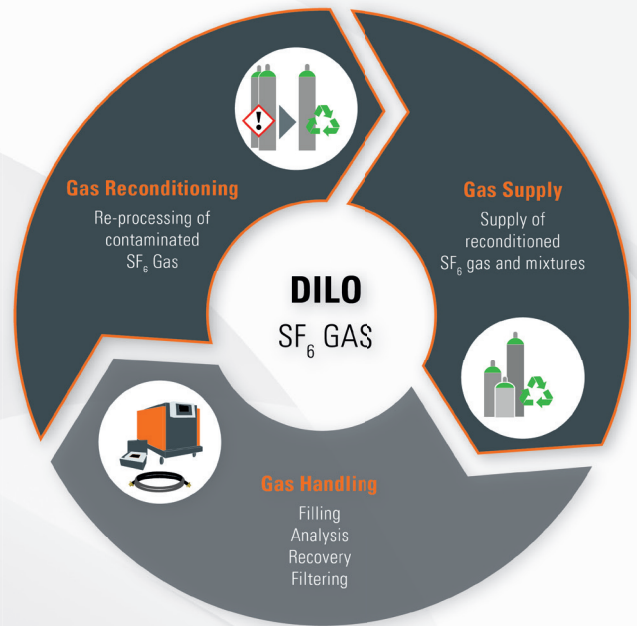 Gas Reconditioning
Re-processing of
contaminated
SF₆ Gas
Gas Supply
Supply of
reconditioned
SF₆ gas and mixtures
DILO
SF₆ GAS
Gas Handling
Filling
Analysis
Recovery
Filtering